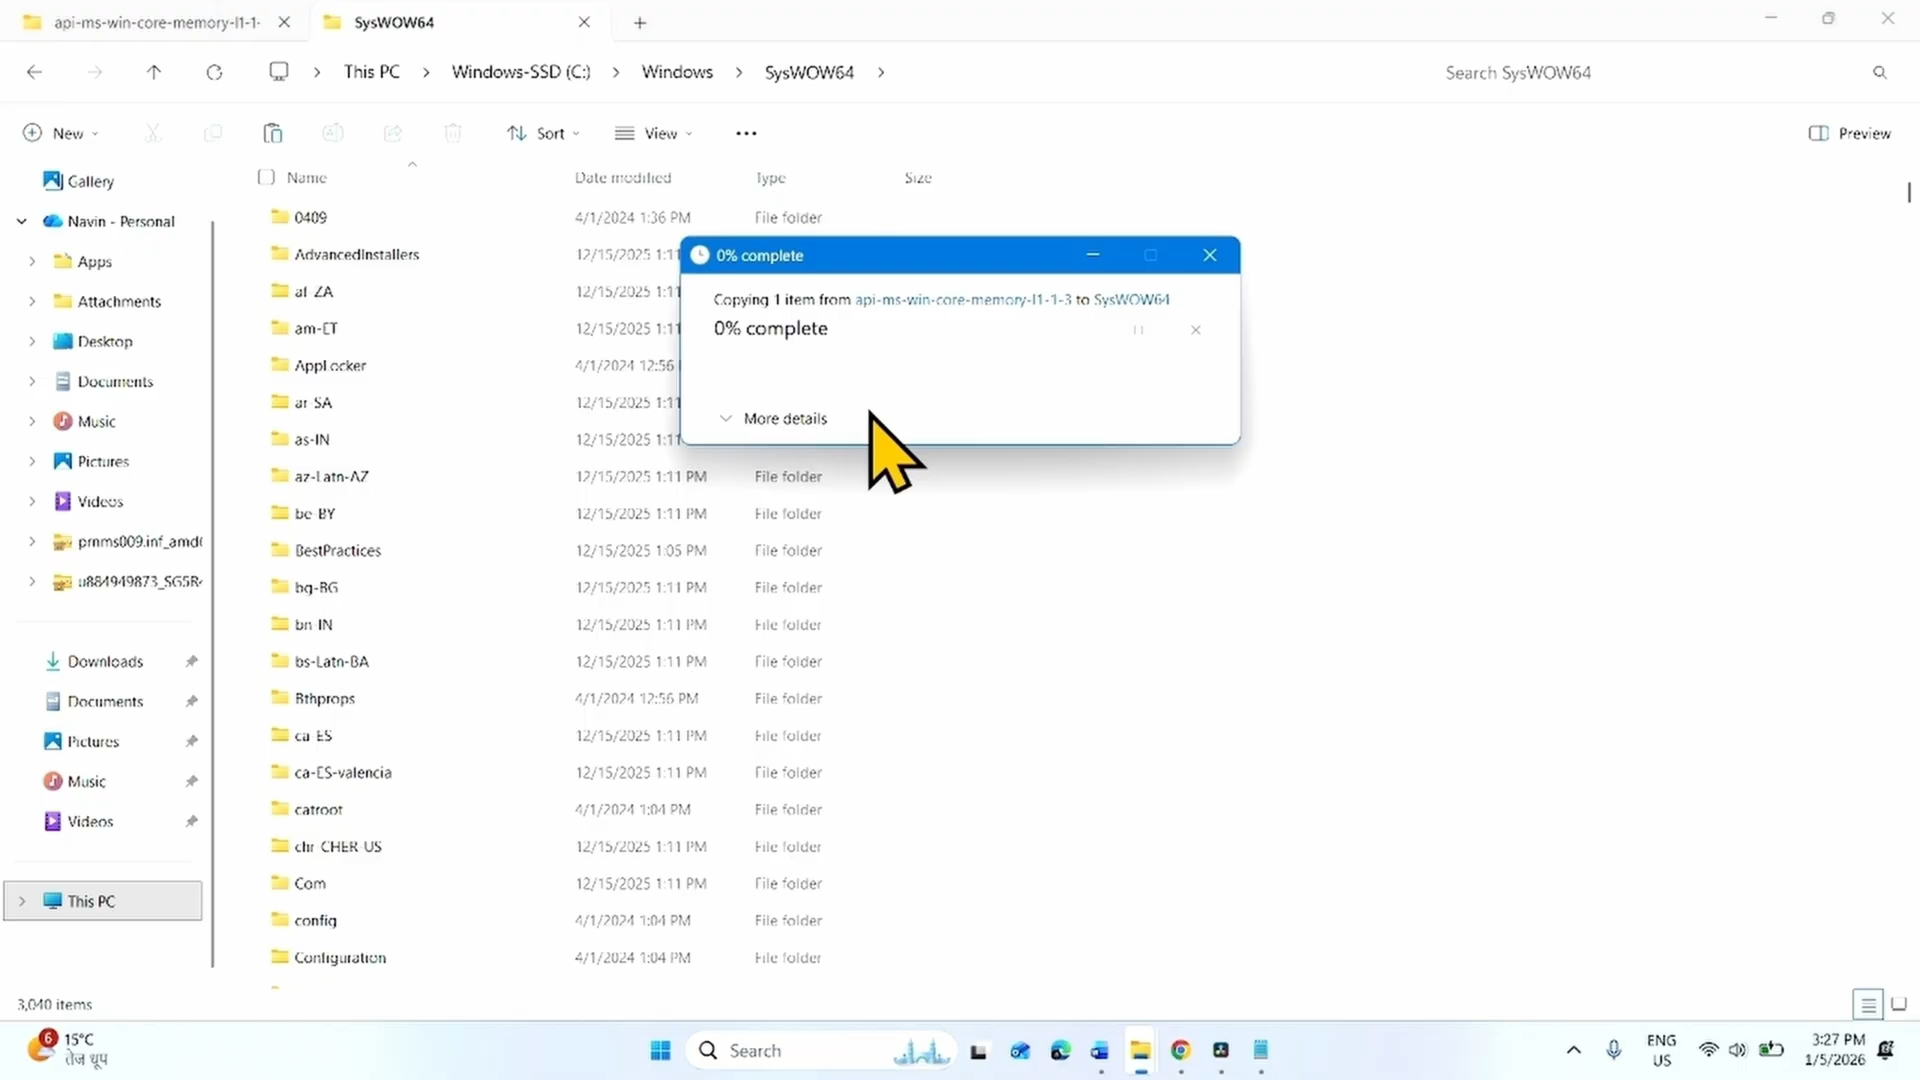 api-ms-win-core-memory-l1-1-
SysWOW64
This PC
Windows-SSD (C:)
Windows
SysWOW64
Search SysWOW64
New
Sort
View
Preview
Name
Date modified
Type
Size
Gallery
Navin - Personal
Apps
Attachments
Desktop
Documents
Music
Pictures
Videos
prnms009.inf_amd
u884949873_SG5R
Downloads
Documents
Pictures
Music
Videos
This PC
0409 4/1/2024 1:36 PM File folder
AdvancedInstallers 12/15/2025 1:11
af-ZA 12/15/2025 1:11
am-ET 12/15/2025 1:11
AppLocker 4/1/2024 12:56
ar-SA 12/15/2025 1:11
as-IN 12/15/2025 1:11
az-Latn-AZ 12/15/2025 1:11 PM File folder
be-BY 12/15/2025 1:11 PM File folder
BestPractices 12/15/2025 1:05 PM File folder
bg-BG 12/15/2025 1:11 PM File folder
bn-IN 12/15/2025 1:11 PM File folder
bs-Latn-BA 12/15/2025 1:11 PM File folder
Bthprops 4/1/2024 12:56 PM File folder
ca-ES 12/15/2025 1:11 PM File folder
ca-ES-valencia 12/15/2025 1:11 PM File folder
catroot 4/1/2024 1:04 PM File folder
chr-CHER-US 12/15/2025 1:11 PM File folder
Com 12/15/2025 1:11 PM File folder
config 4/1/2024 1:04 PM File folder
Configuration 4/1/2024 1:04 PM File folder
0% complete
Copying 1 item from api-ms-win-core-memory-l1-1-3 to SysWOW64
0% complete
More details
3,040 items
6
15°C
तेज धूप
Search
ENG
US
3:27 PM
1/5/2026